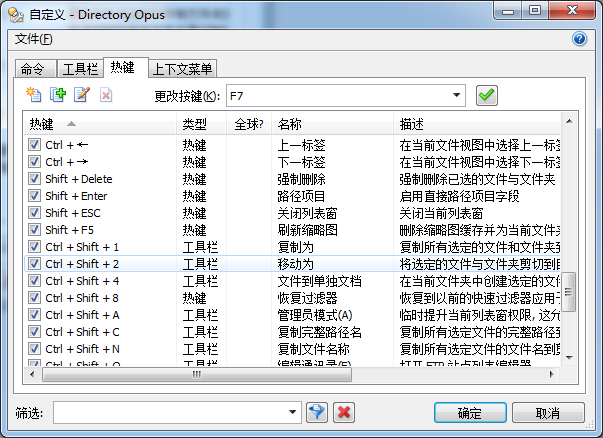 自定义 - Directory Opus
文件(F)
命令 工具栏 热键 上下文菜单
更改按键(K): F7
热键 类型 全球? 名称 描述
Ctrl + ← 热键 上一标签 在当前文件视图中选择上一标签
Ctrl + → 热键 下一标签 在当前文件视图中选择下一标签
Shift + Delete 热键 强制删除 强制删除已选的文件与文件夹
Shift + Enter 热键 路径项目 启用直接路径项目字段
Shift + ESC 热键 关闭列表窗 关闭当前列表窗
Shift + F5 热键 刷新缩略图 删除缩略图缓存并为当前文件夹
Ctrl + Shift + 1 工具栏 复制为 复制所有选定的文件和文件夹到
Ctrl + Shift + 2 工具栏 移动为 将选定的文件与文件夹剪切到
Ctrl + Shift + 4 工具栏 文件到单独文档 在当前文件夹中创建选定的文件
Ctrl + Shift + 8 热键 恢复过滤器 恢复到以前的快速过滤器应用于
Ctrl + Shift + A 工具栏 管理员模式(A) 临时提升当前列表窗权限, 这允
Ctrl + Shift + C 工具栏 复制完整路径名 复制所有选定文件的完整路径到
Ctrl + Shift + N 工具栏 复制文件名称 复制所有选定文件的文件名到
Ctrl + Shift + O 工具栏 编辑通讯录(E) 打开 FTP 站点列表编辑器
筛选: 确定 取消